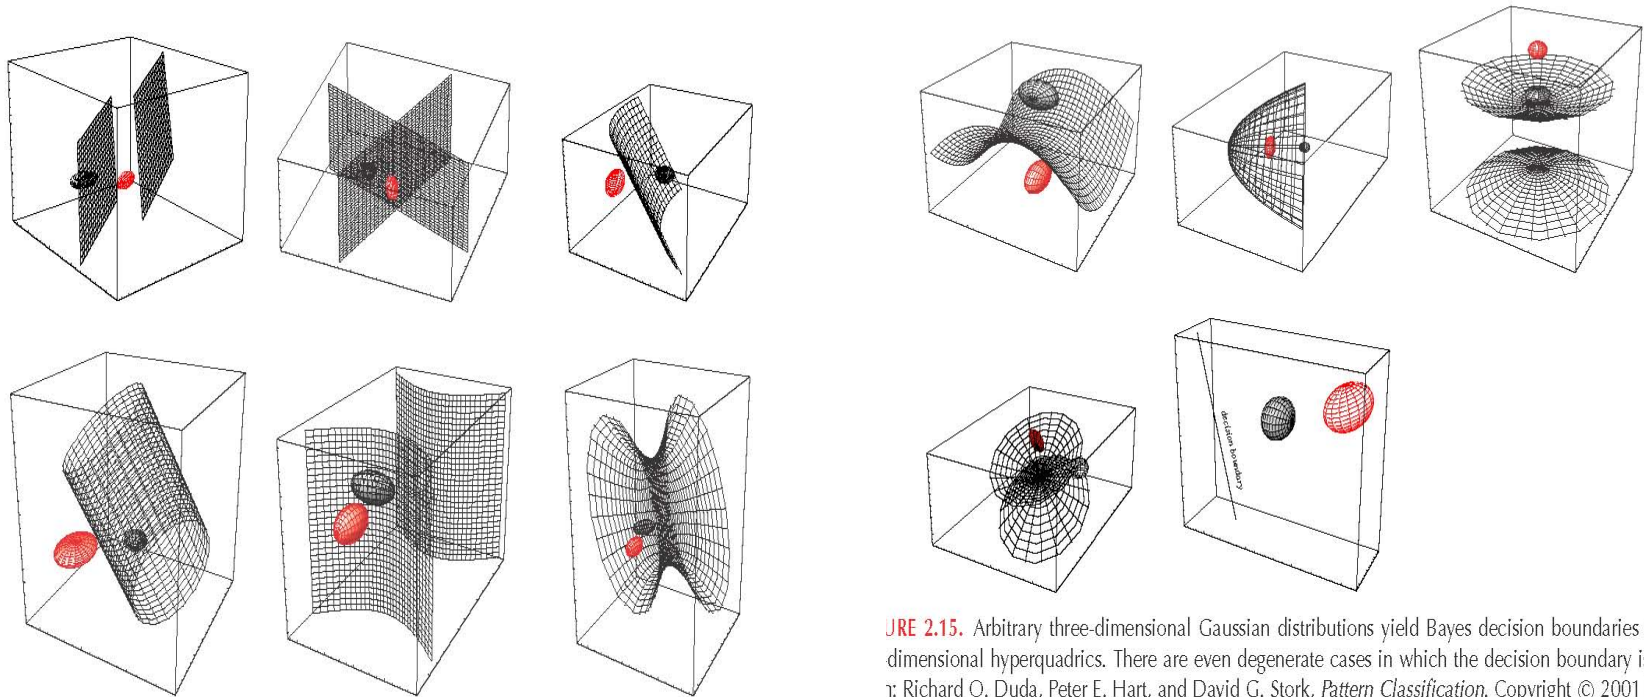 decision boundary
URE 2.15. Arbitrary three-dimensional Gaussian distributions yield Bayes decision boundaries
dimensional hyperquadrics. There are even degenerate cases in which the decision boundary
Richard O. Duda, Peter E. Hart, and David G. Stork, Pattern Classification. Copyright © 2001